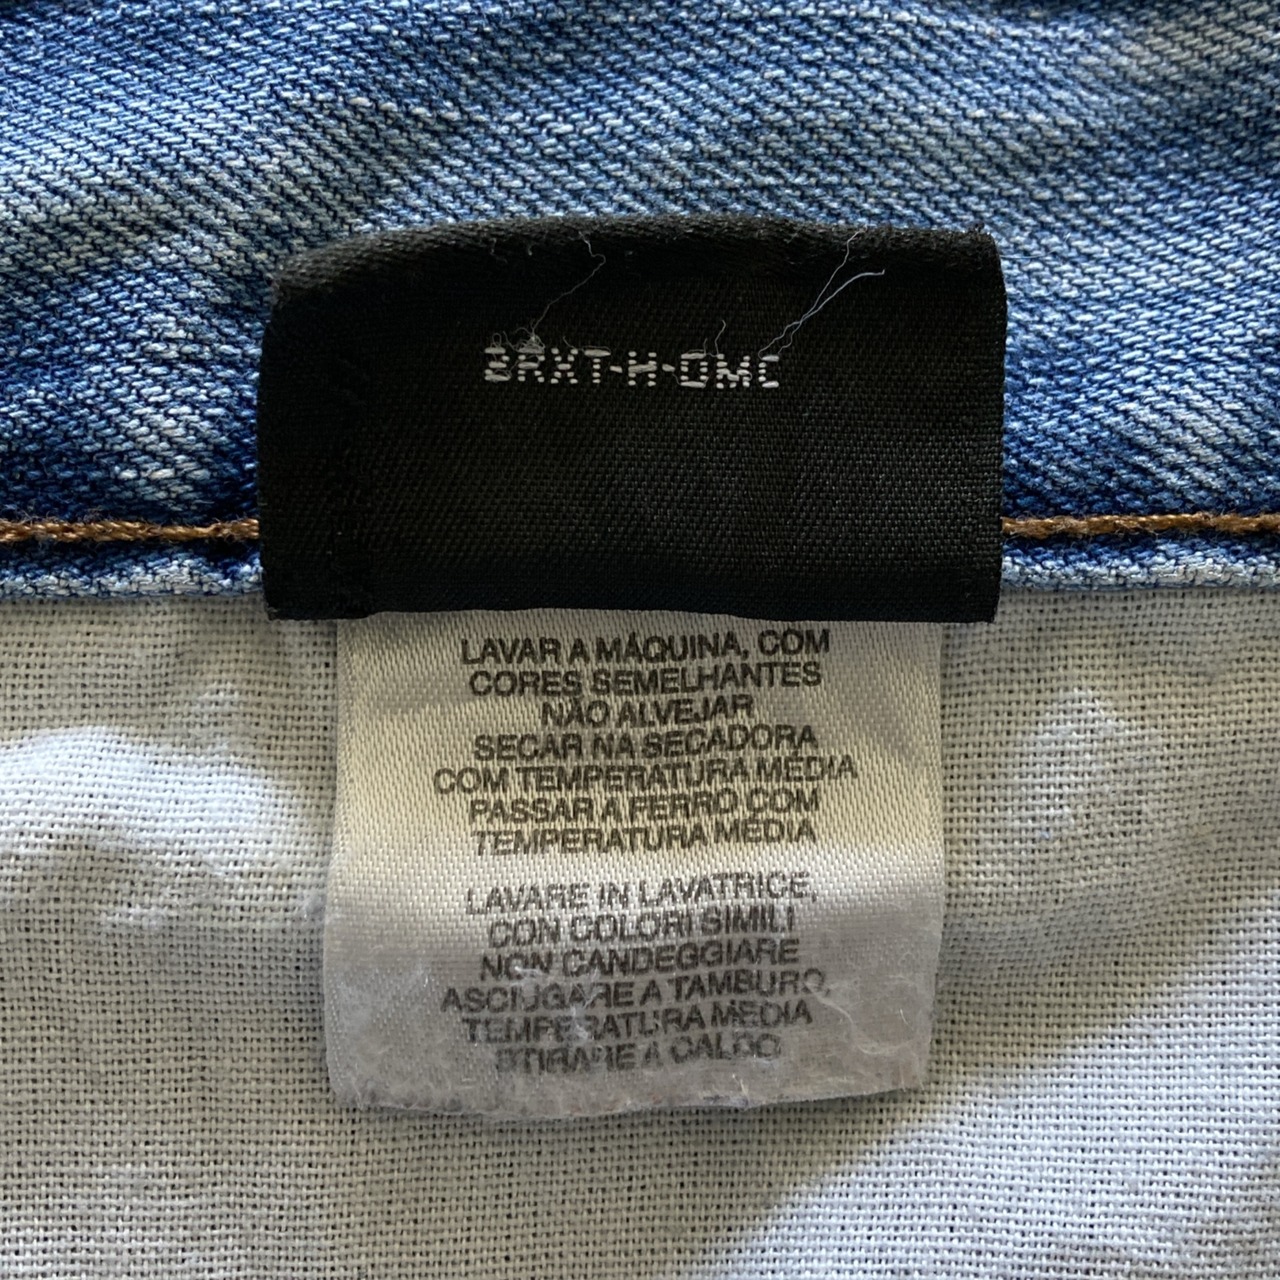 BRXT-H-OMC
LAVAR A MÁQUINA, COM
CORES SEMELHANTES
NÃO ALVEJAR
SECAR NA SECADORA
COM TEMPERATURA MÉDIA
PASSAR A FERRO COM
TEMPERATURA MÉDIA
LAVARE IN LAVATRICE,
CON COLORI SIMILI
NON CANDEGGIARE
ASCIUGARE A TAMBURO,
TEMPERATURA MEDIA
STIRARE A CALDO